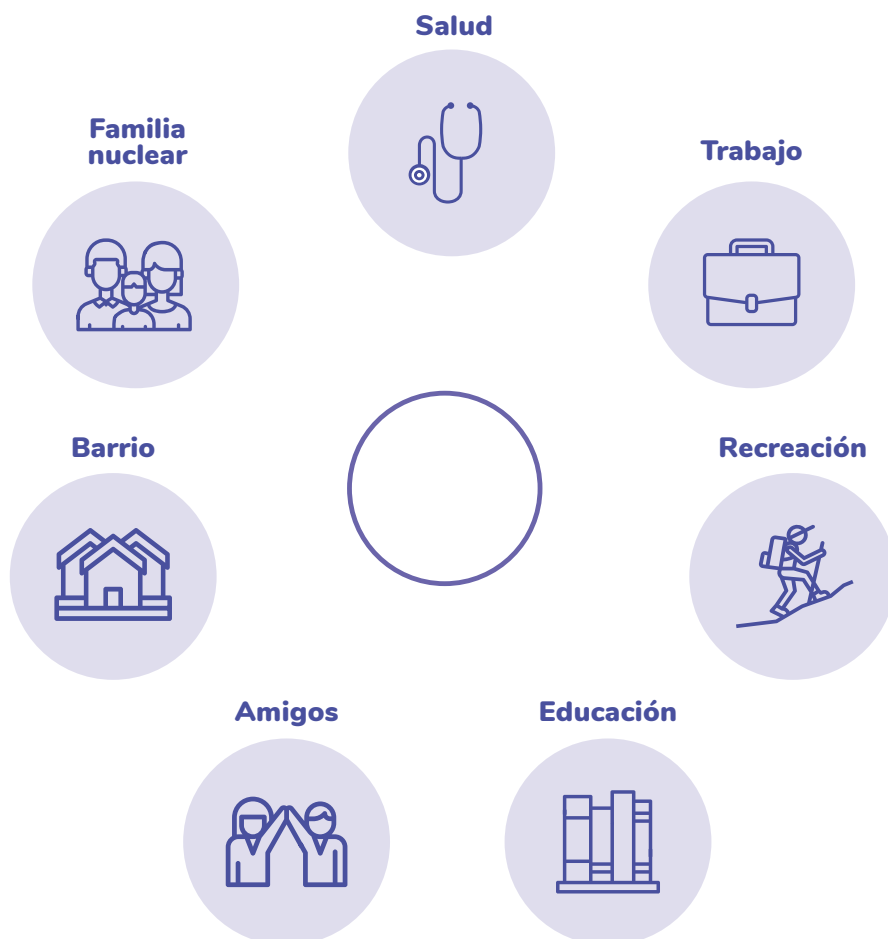 Salud
Familia
nuclear
Trabajo
Barrio
Recreación
Amigos
Educación